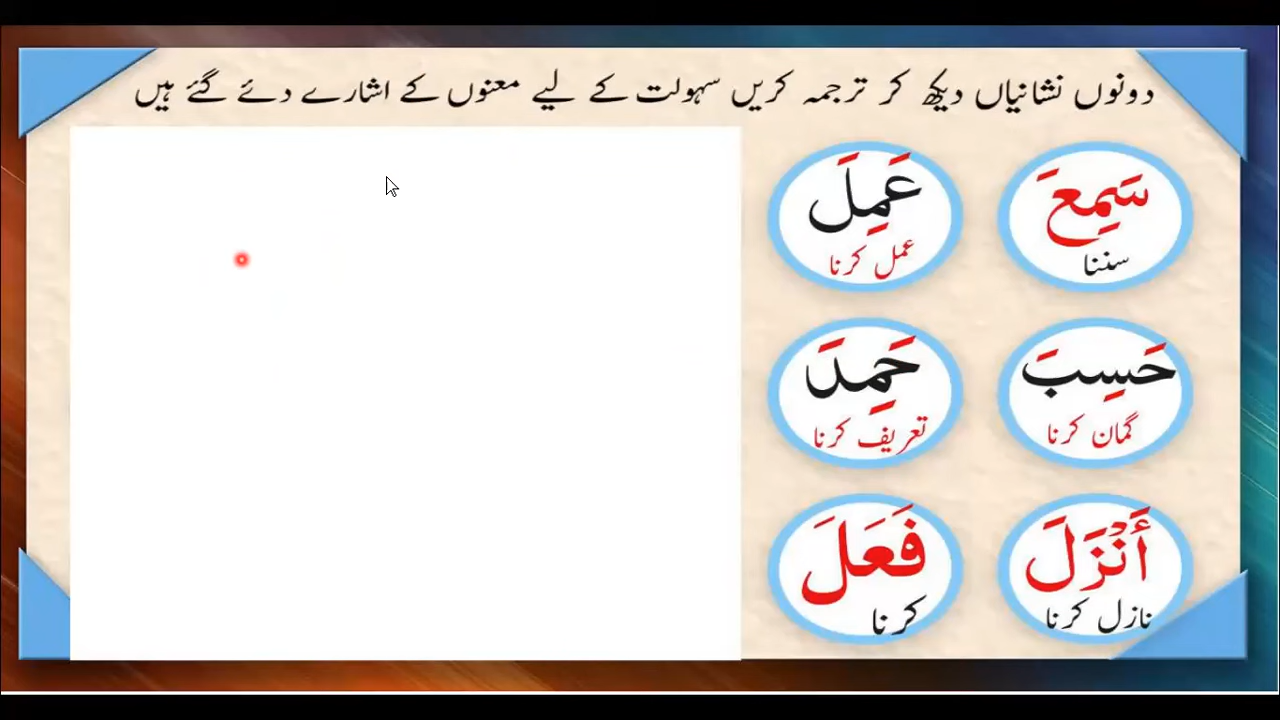 دونوں نشانیاں دیکھ کر ترجمہ کریں سہولت کے لیے معنوں کے اشارے دئے گئے ہیں
سَمِعَ
سننا
عَمِلَ
عمل کرنا
حَسِبَ
گمان کرنا
حَمِدَ
تعریف کرنا
أَنْزَلَ
نازل کرنا
فَعَلَ
کرنا